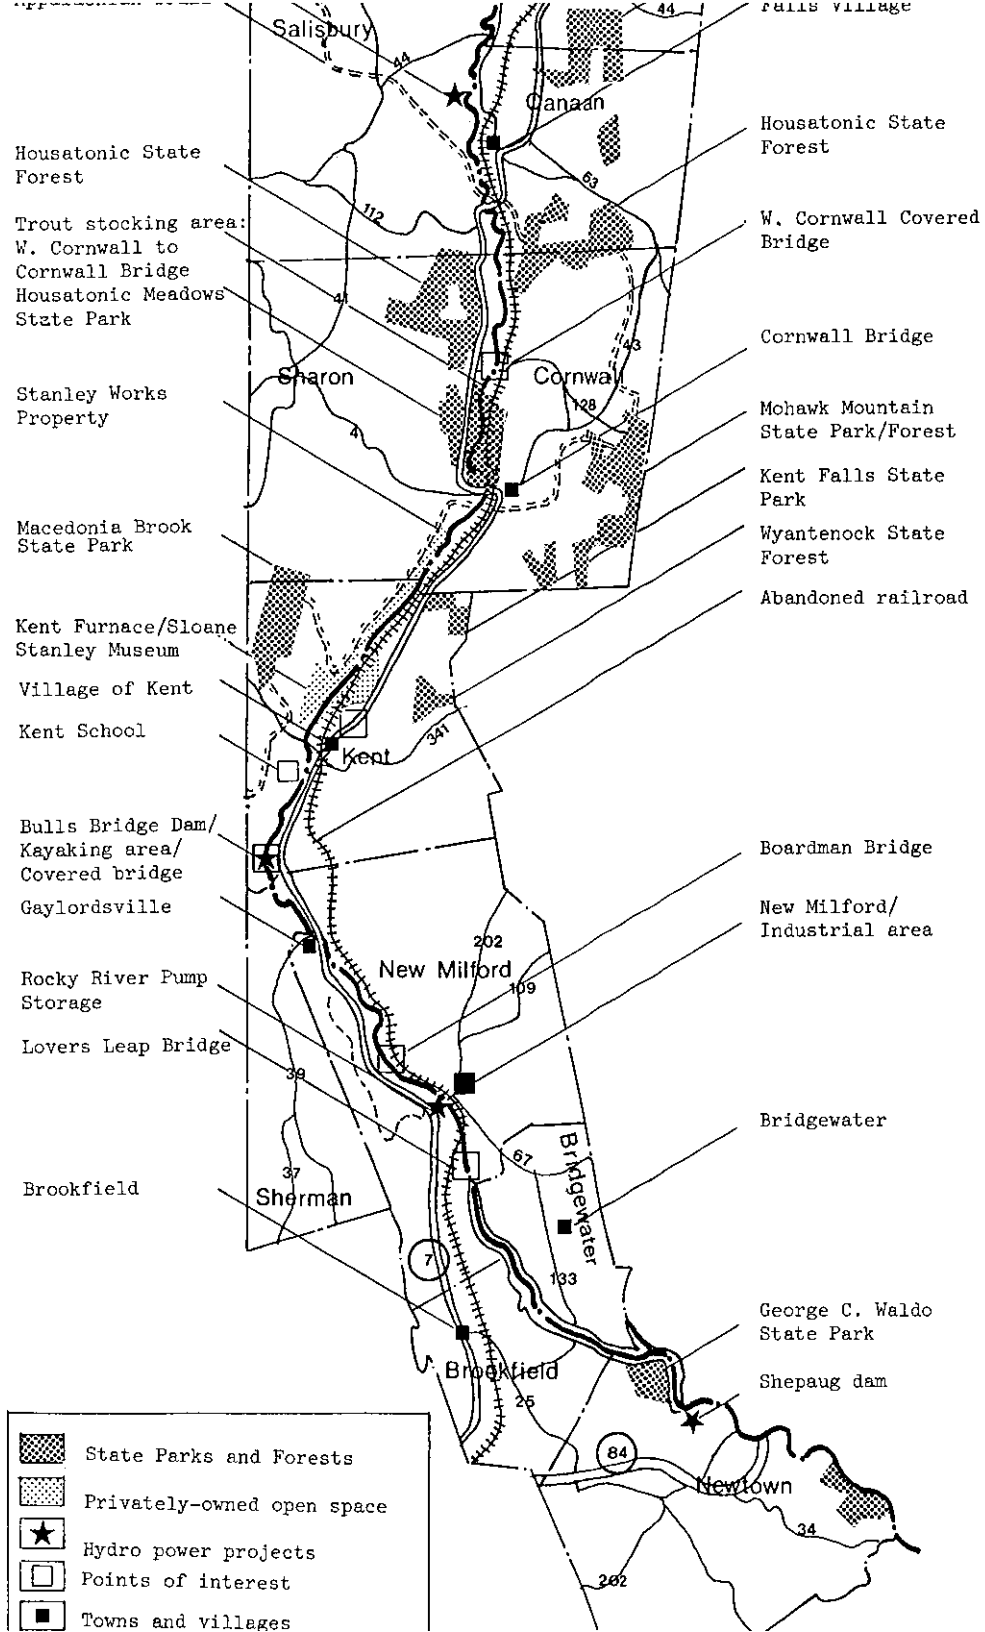 Falls Village
Salisbury
44
44
Canaan
Housatonic State
Forest
Housatonic State
Forest
63
112
Trout stocking area:
W. Cornwall to
Cornwall Bridge
W. Cornwall Covered
Bridge
Housatonic Meadows
State Park
41
43
Cornwall Bridge
Sharon
Cornwall
Stanley Works
Property
128
Mohawk Mountain
State Park/Forest
4
Kent Falls State
Park
Macedonia Brook
State Park
Wyantenock State
Forest
Abandoned railroad
Kent Furnace/Sloane
Stanley Museum
Village of Kent
Kent School
341
Kent
Bulls Bridge Dam/
Kayaking area/
Covered bridge
Boardman Bridge
Gaylordsville
New Milford/
Industrial area
202
New Milford
109
Rocky River Pump
Storage
Lovers Leap Bridge
39
Bridgewater
67
Bridgewater
37
Sherman
Brookfield
7
133
George C. Waldo
State Park
Brookfield
Shepaug dam
25
84
Newtown
34
202
State Parks and Forests
Privately-owned open space
Hydro power projects
Points of interest
Towns and villages